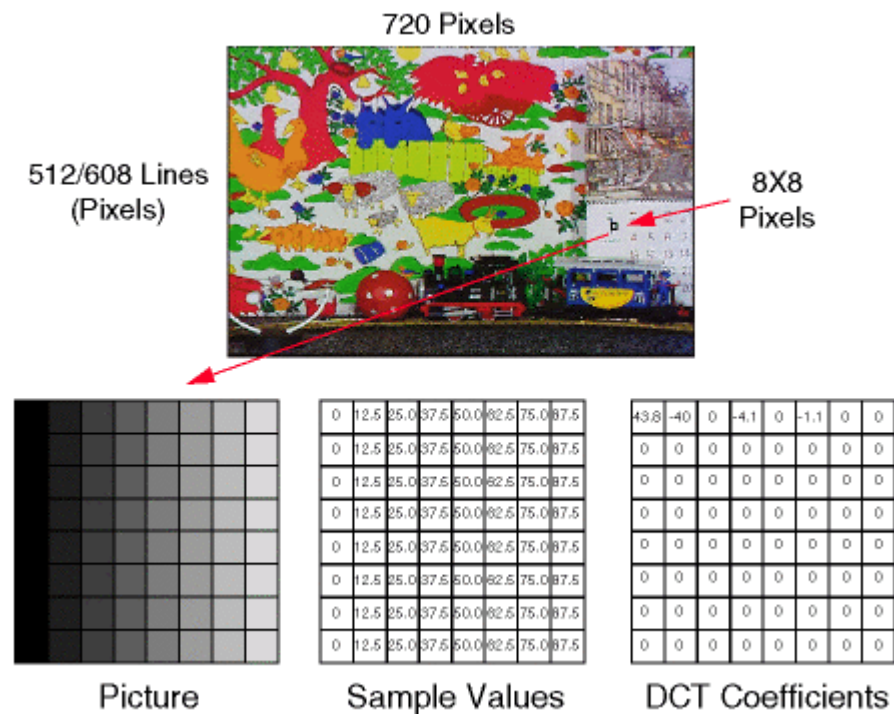 720 Pixels
512/608 Lines
(Pixels)
8X8
Pixels
0 12.5 25.0 37.5 50.0 62.5 75.0 87.5
0 12.5 25.0 37.5 50.0 62.5 75.0 87.5
0 12.5 25.0 37.5 50.0 62.5 75.0 87.5
0 12.5 25.0 37.5 50.0 62.5 75.0 87.5
0 12.5 25.0 37.5 50.0 62.5 75.0 87.5
0 12.5 25.0 37.5 50.0 62.5 75.0 87.5
0 12.5 25.0 37.5 50.0 62.5 75.0 87.5
0 12.5 25.0 37.5 50.0 62.5 75.0 87.5
43.8 -40 0 -4.1 0 -1.1 0 0
0 0 0 0 0 0 0 0
0 0 0 0 0 0 0 0
0 0 0 0 0 0 0 0
0 0 0 0 0 0 0 0
0 0 0 0 0 0 0 0
0 0 0 0 0 0 0 0
0 0 0 0 0 0 0 0
Picture
Sample Values
DCT Coefficients